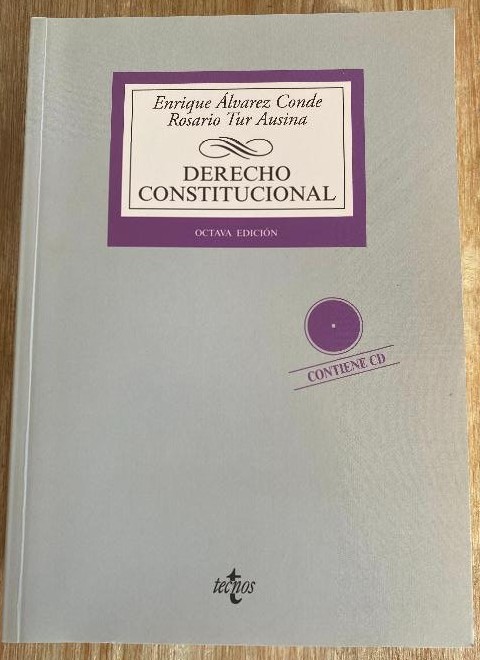 Enrique Álvarez Conde
Rosario Tur Ausina
DERECHO
CONSTITUCIONAL
OCTAVA EDICIÓN
CONTIENE CD
tecnos